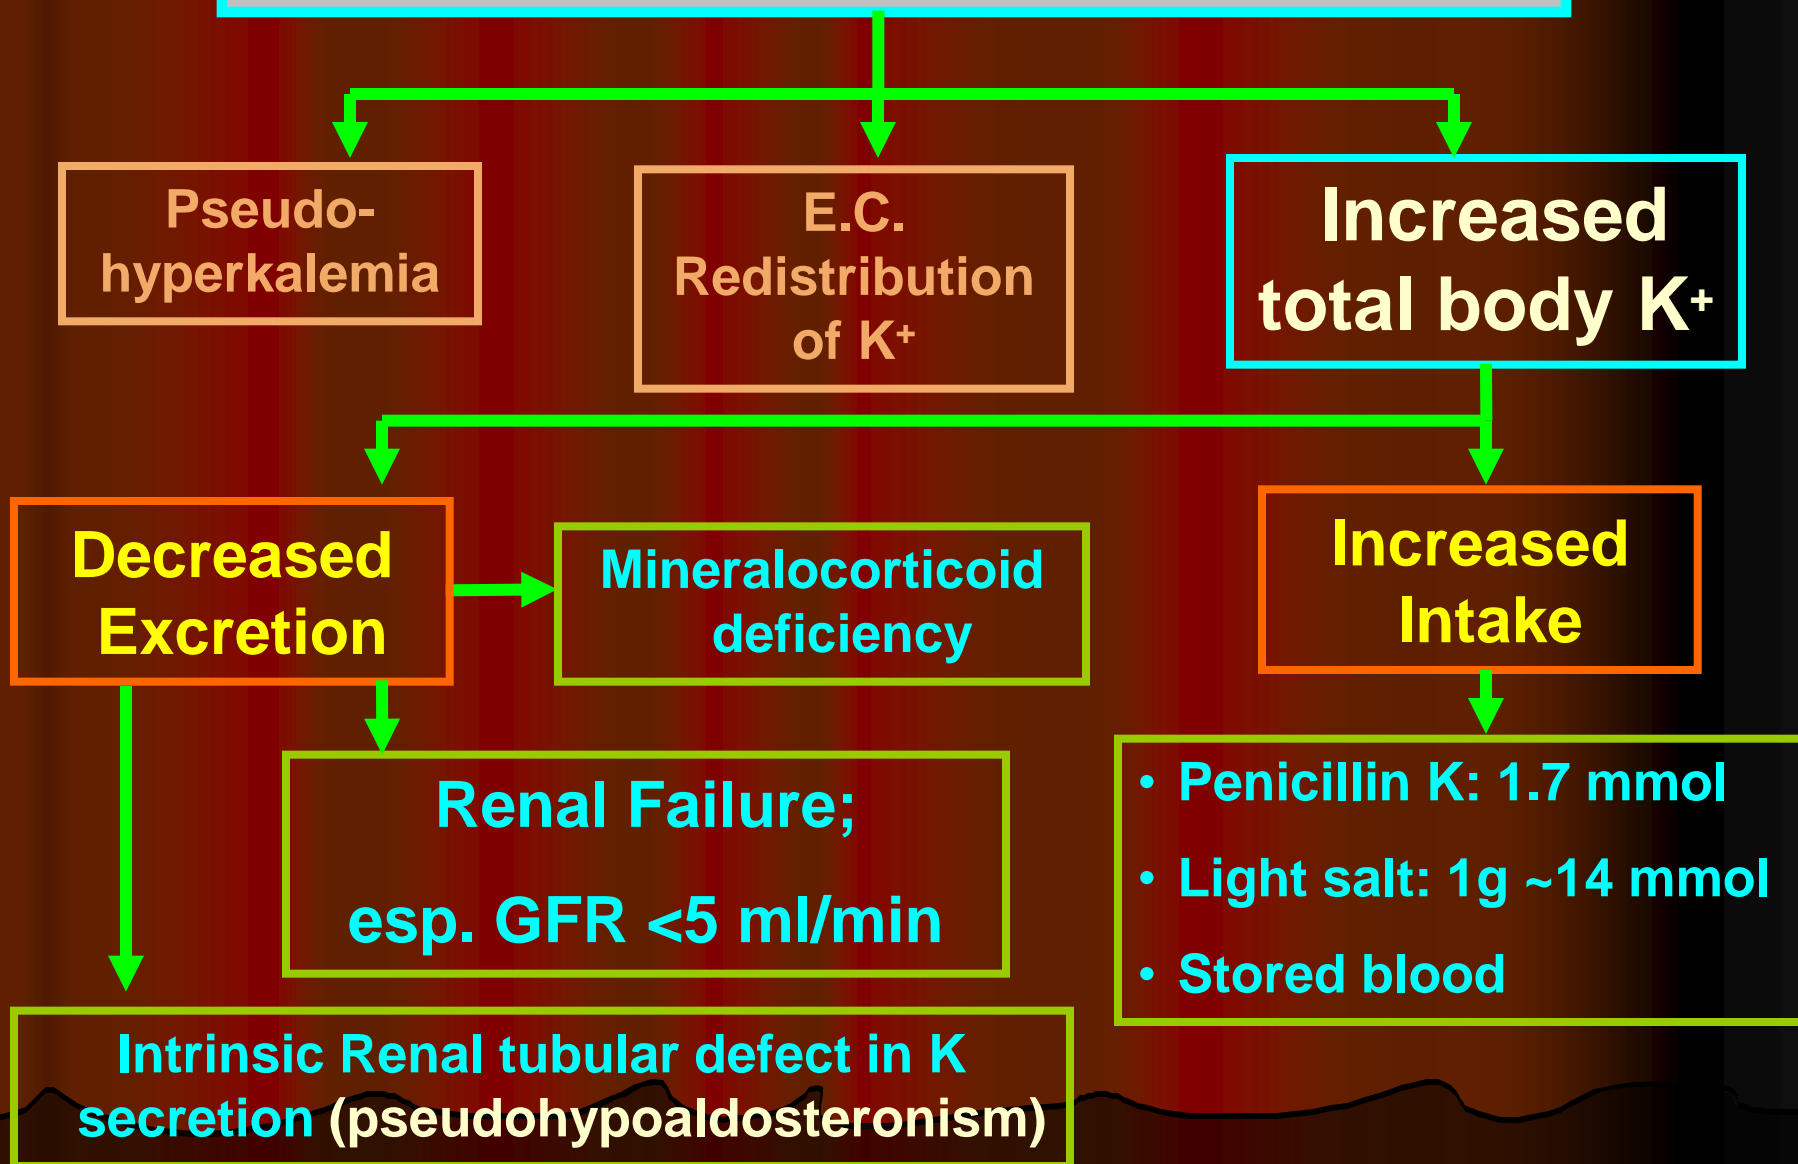 Pseudo-
hyperkalemia
E.C.
Redistribution
of K⁺
Increased
total body K⁺
Decreased
Excretion
Mineralocorticoid
deficiency
Increased
Intake
Renal Failure;
esp. GFR <5 ml/min
• Penicillin K: 1.7 mmol
• Light salt: 1g ~14 mmol
• Stored blood
Intrinsic Renal tubular defect in K
secretion (pseudohypoaldosteronism)